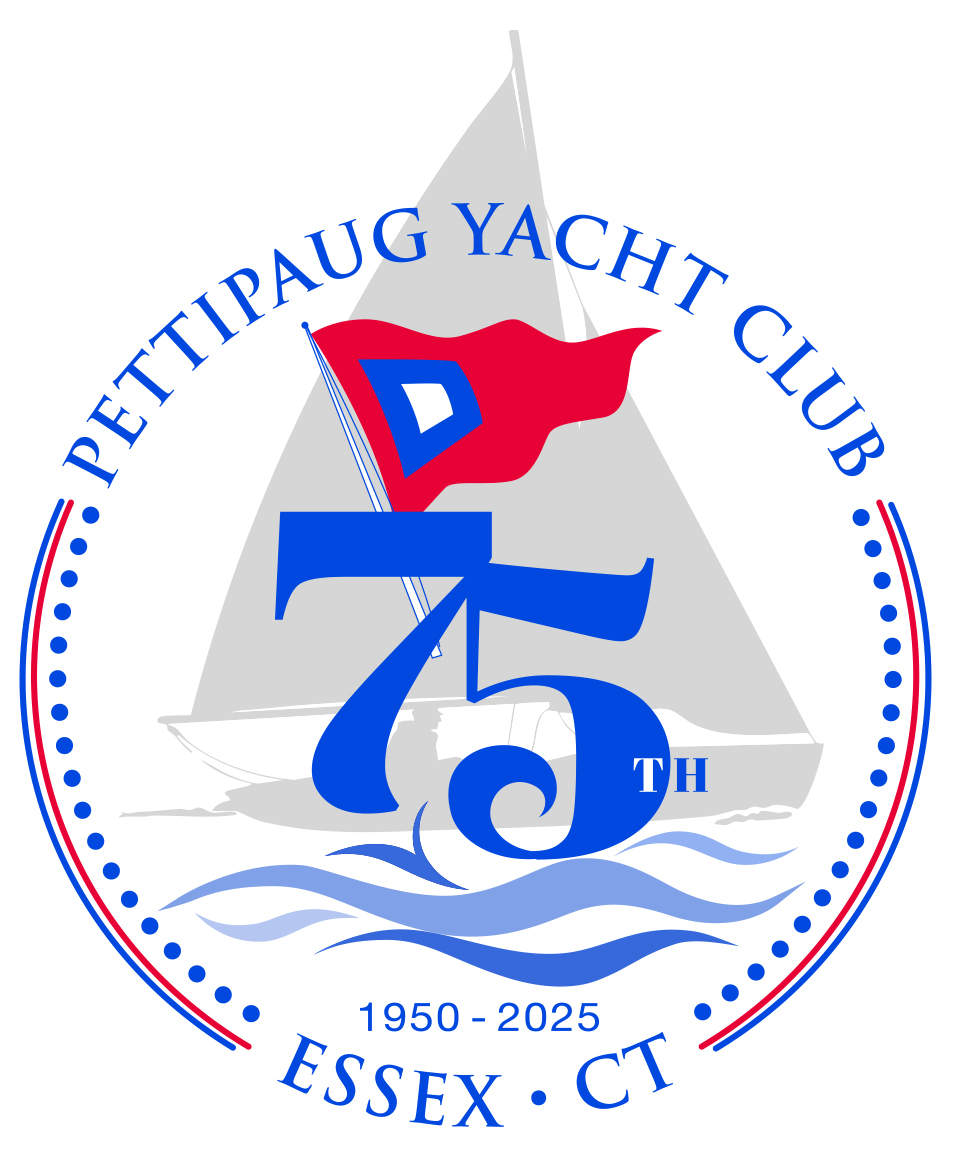 PETTIPAUG YACHT CLUB
75TH
1950 - 2025
ESSEX • CT